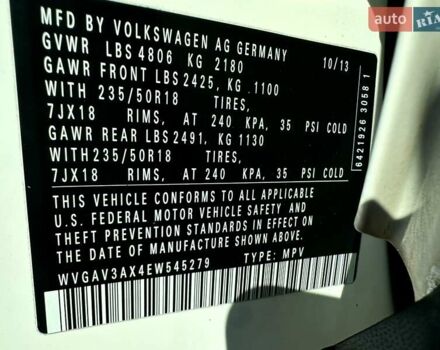 MFD BY VOLKSWAGEN AG GERMANY
GVWR LBS 4806 KG 2180 10/13
GAWR FRONT LBS 2425, KG .1100
WITH 235/50R18 TIRES,
7JX18 RIMS, AT 240 KPA, 35 PSI COLD
GAWR REAR LBS 2491, KG 1130
WITH 235/50R18 TIRES,
7JX18 RIMS, AT 240 KPA, 35 PSI COLD
THIS VEHICLE CONFORMS TO ALL APPLICABLE
U.S. FEDERAL MOTOR VEHICLE SAFETY AND
THEFT PREVENTION STANDARDS IN EFFECT ON
THE DATE OF MANUFACTURE SHOWN ABOVE
WVGAV3AX4EW545279 TYPE: MPV
6421926 3058 1
auto RIA